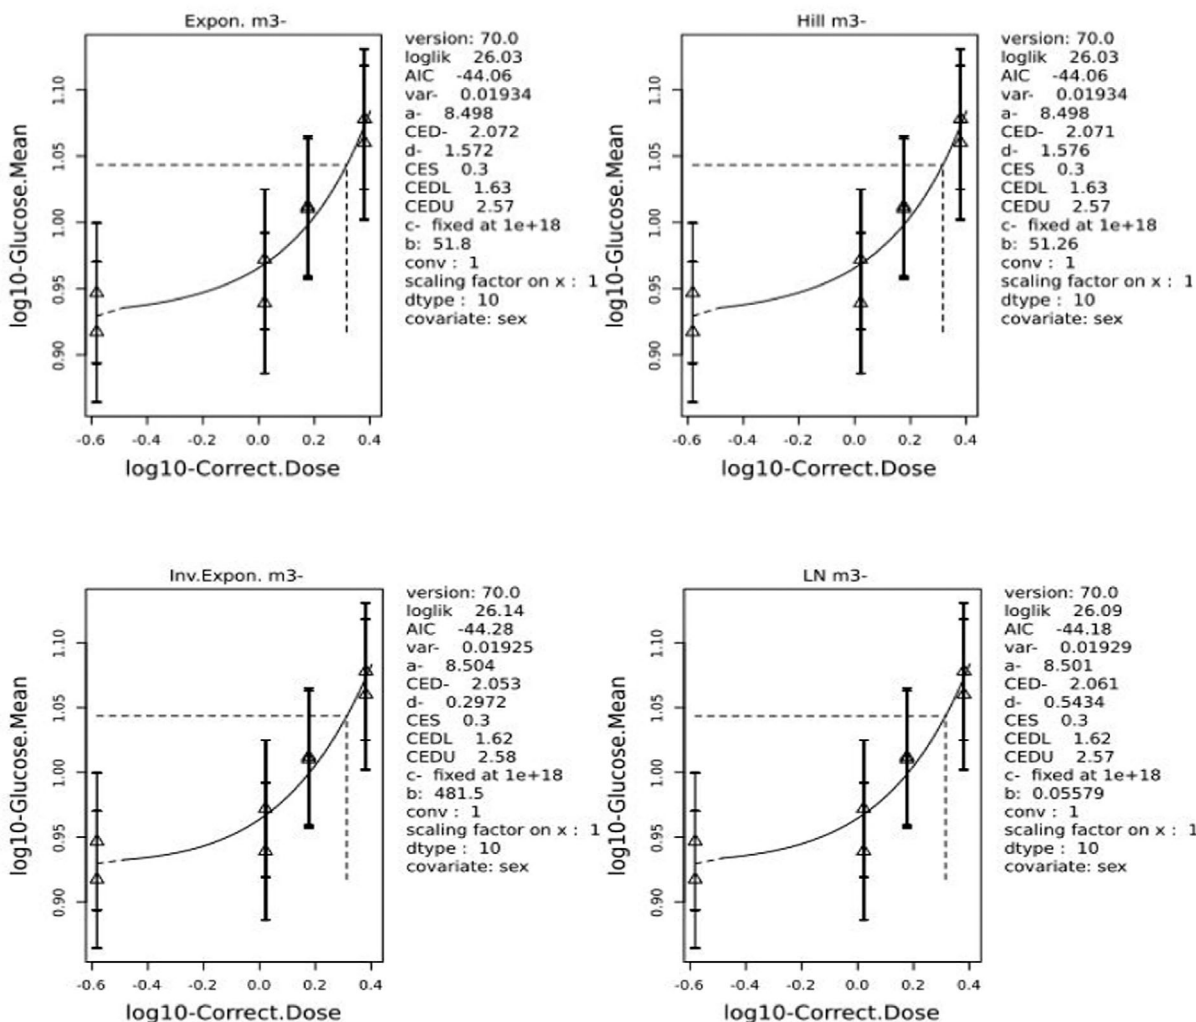 Expon. m3-
version: 70.0
loglik 26.03
AIC -44.06
var- 0.01934
a- 8.498
CED- 2.072
d- 1.572
CES 0.3
CEDL 1.63
CEDU 2.57
c- fixed at 1e+18
b: 51.8
conv : 1
scaling factor on x : 1
dtype : 10
covariate: sex
log10-Glucose.Mean
1.10
1.05
1.00
0.95
0.90
-0.6 -0.4 -0.2 0.0 0.2 0.4
log10-Correct.Dose
Hill m3-
version: 70.0
loglik 26.03
AIC -44.06
var- 0.01934
a- 8.498
CED- 2.071
d- 1.576
CES 0.3
CEDL 1.63
CEDU 2.57
c- fixed at 1e+18
b: 51.26
conv : 1
scaling factor on x : 1
dtype : 10
covariate: sex
log10-Glucose.Mean
1.10
1.05
1.00
0.95
0.90
-0.6 -0.4 -0.2 0.0 0.2 0.4
log10-Correct.Dose
Inv.Expon. m3-
version: 70.0
loglik 26.14
AIC -44.28
var- 0.01925
a- 8.504
CED- 2.053
d- 0.2972
CES 0.3
CEDL 1.62
CEDU 2.58
c- fixed at 1e+18
b: 481.5
conv : 1
scaling factor on x : 1
dtype : 10
covariate: sex
log10-Glucose.Mean
1.10
1.05
1.00
0.95
0.90
-0.6 -0.4 -0.2 0.0 0.2 0.4
log10-Correct.Dose
LN m3-
version: 70.0
loglik 26.09
AIC -44.18
var- 0.01929
a- 8.501
CED- 2.061
d- 0.5434
CES 0.3
CEDL 1.62
CEDU 2.57
c- fixed at 1e+18
b: 0.05579
conv : 1
scaling factor on x : 1
dtype : 10
covariate: sex
log10-Glucose.Mean
1.10
1.05
1.00
0.95
0.90
-0.6 -0.4 -0.2 0.0 0.2 0.4
log10-Correct.Dose